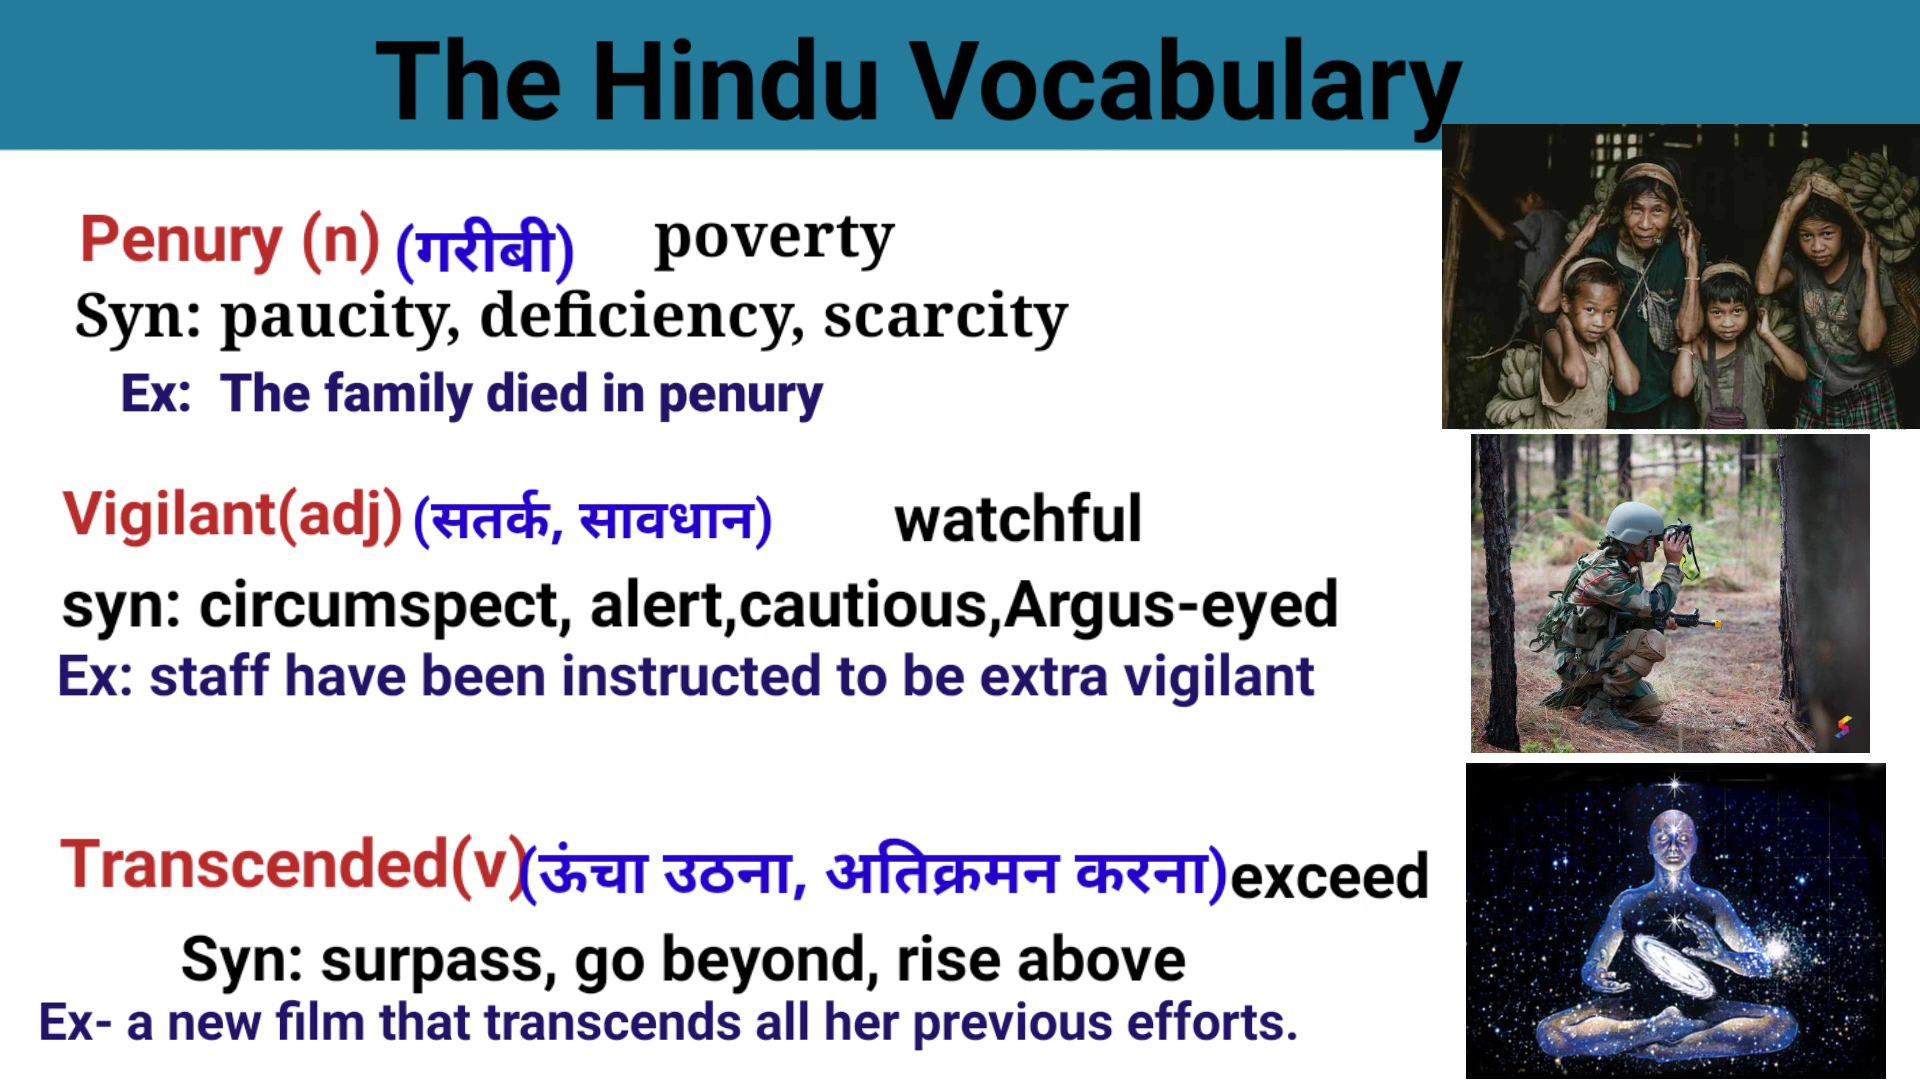 The Hindu Vocabulary
Penury (n) (गरीबी) poverty
Syn: paucity, deficiency, scarcity
Ex: The family died in penury
Vigilant(adj) (सतर्क, सावधान) watchful
syn: circumspect, alert,cautious,Argus-eyed
Ex: staff have been instructed to be extra vigilant
Transcended(v)(ऊंचा उठना, अतिक्रमन करना)exceed
Syn: surpass, go beyond, rise above
Ex- a new film that transcends all her previous efforts.